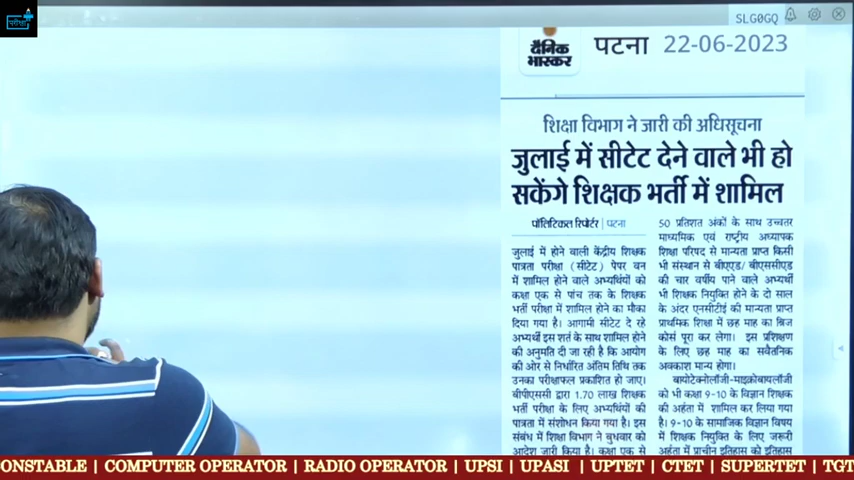 परीक्षा
SLG0GQ
दैनिक
भास्कर
पटना 22-06-2023
शिक्षा विभाग ने जारी की अधिसूचना
जुलाई में सीटेट देने वाले भी हो
सकेंगे शिक्षक भर्ती में शामिल
पॉलिटिकल रिपोर्टर | पटना
जुलाई में होने वाली केंद्रीय शिक्षक
पात्रता परीक्षा (सीटेट) पेपर वन
में शामिल होने वाले अभ्यर्थियों को
कक्षा एक से पांच तक के शिक्षक
भर्ती परीक्षा में शामिल होने का मौका
दिया गया है। आगामी सीटेट दे रहे
अभ्यर्थी इस शर्त के साथ शामिल होने
की अनुमति दी जा रही है कि आयोग
की ओर से निर्धारित अंतिम तिथि तक
उनका परीक्षाफल प्रकाशित हो जाए।
बीपीएससी द्वारा 1.70 लाख शिक्षक
भर्ती परीक्षा के लिए अभ्यर्थियों की
पात्रता में संशोधन किया गया है। इस
संबंध में शिक्षा विभाग ने बुधवार को
आदेश जारी किया है। कक्षा एक से
50 प्रतिशत अंकों के साथ उच्चतर
माध्यमिक एवं राष्ट्रीय अध्यापक
शिक्षा परिषद से मान्यता प्राप्त किसी
भी संस्थान से बीएएड/ बीएससीएड
की चार वर्षीय पाने वाले अभ्यर्थी
भी शिक्षक नियुक्ति होने के दो साल
के अंदर एनसीटीई की मान्यता प्राप्त
प्राथमिक शिक्षा में छह माह का ब्रिज
कोर्स पूरा कर लेगा। इस प्रशिक्षण
के लिए छह माह का सवैतनिक
अवकाश मान्य होगा।
बायोटेक्नोलॉजी-माइक्रोबायलॉजी
को भी कक्षा 9-10 के विज्ञान शिक्षक
की अर्हता में शामिल कर लिया गया
है। 9-10 के सामाजिक विज्ञान विषय
में शिक्षक नियुक्ति के लिए जरूरी
अर्हता में प्राचीन इतिहास को इतिहास
ONSTABLE | COMPUTER OPERATOR | RADIO OPERATOR | UPSI | UPASI | UPTET | CTET | SUPERTET | TGT